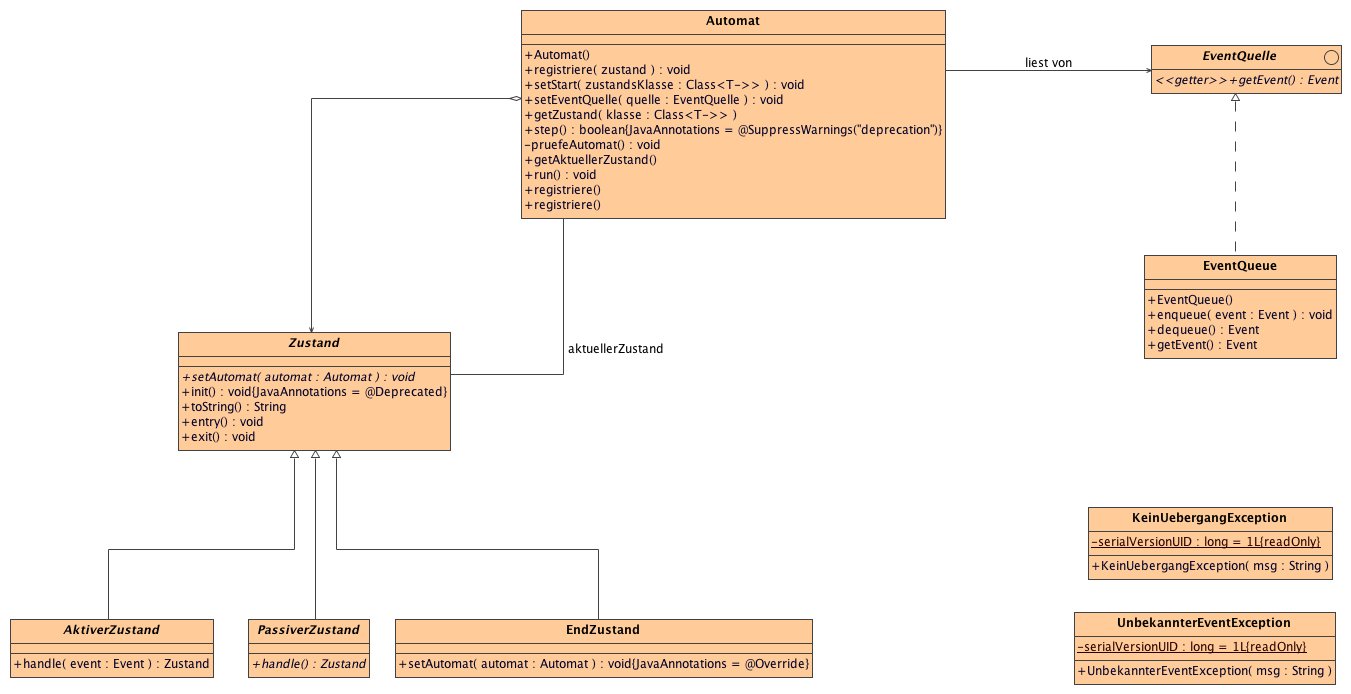 Automat
+Automat()
+registriere( zustand ) : void
+setStart( zustandsKlasse : Class<T->> ) : void
+setEventQuelle( quelle : EventQuelle ) : void
+getZustand( klasse : Class<T->> )
+step() : boolean{JavaAnnotations = @SuppressWarnings("deprecation")}
-pruefeAutomat() : void
+getAktuellerZustand()
+run() : void
+registriere()
+registriere()
liest von
EventQuelle
<<getter>>+getEvent() : Event
EventQueue
+EventQueue()
+enqueue( event : Event ) : void
+dequeue() : Event
+getEvent() : Event
Zustand
+setAutomat( automat : Automat ) : void
+init() : void{JavaAnnotations = @Deprecated}
+toString() : String
+entry() : void
+exit() : void
aktuellerZustand
AktiverZustand
+handle( event : Event ) : Zustand
PassiverZustand
+handle() : Zustand
EndZustand
+setAutomat( automat : Automat ) : void{JavaAnnotations = @Override}
KeinUebergangException
-serialVersionUID : long = 1L{readOnly}
+KeinUebergangException( msg : String )
UnbekannterEventException
-serialVersionUID : long = 1L{readOnly}
+UnbekannterEventException( msg : String )